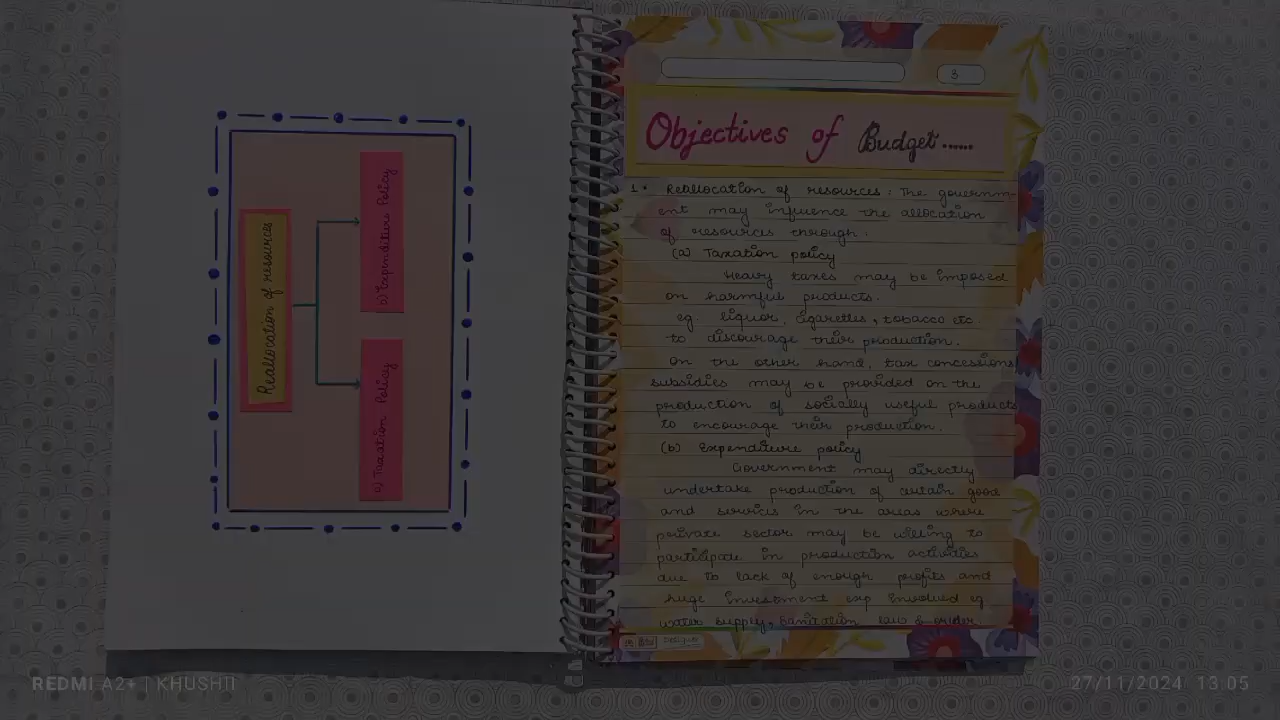 Reallocation of resources
a) Expenditure Policy
a) Taxation Policy
3
Objectives of Budget......
1. Reallocation of resources: The governm-
ent may influence the allocation
of resources through.
(a) Taxation policy
Heavy taxes may be imposed
on harmful products.
eg. liquor, cigarettes, tobacco etc
to discourage their production.
On the other hand, tax concessions
subsidies may be provided on the
production of socially useful products
to encourage their production.
(b) Expenditure policy
Government may directly
undertake production of certain good
and services in the areas where
private sector may be willing to
participate in production activities
due to lack of enough profits and
huge investment exp involved eg
water supply, sanitation law & order.
REDMI A2+ | KHUSHII
27/11/2024 13:05